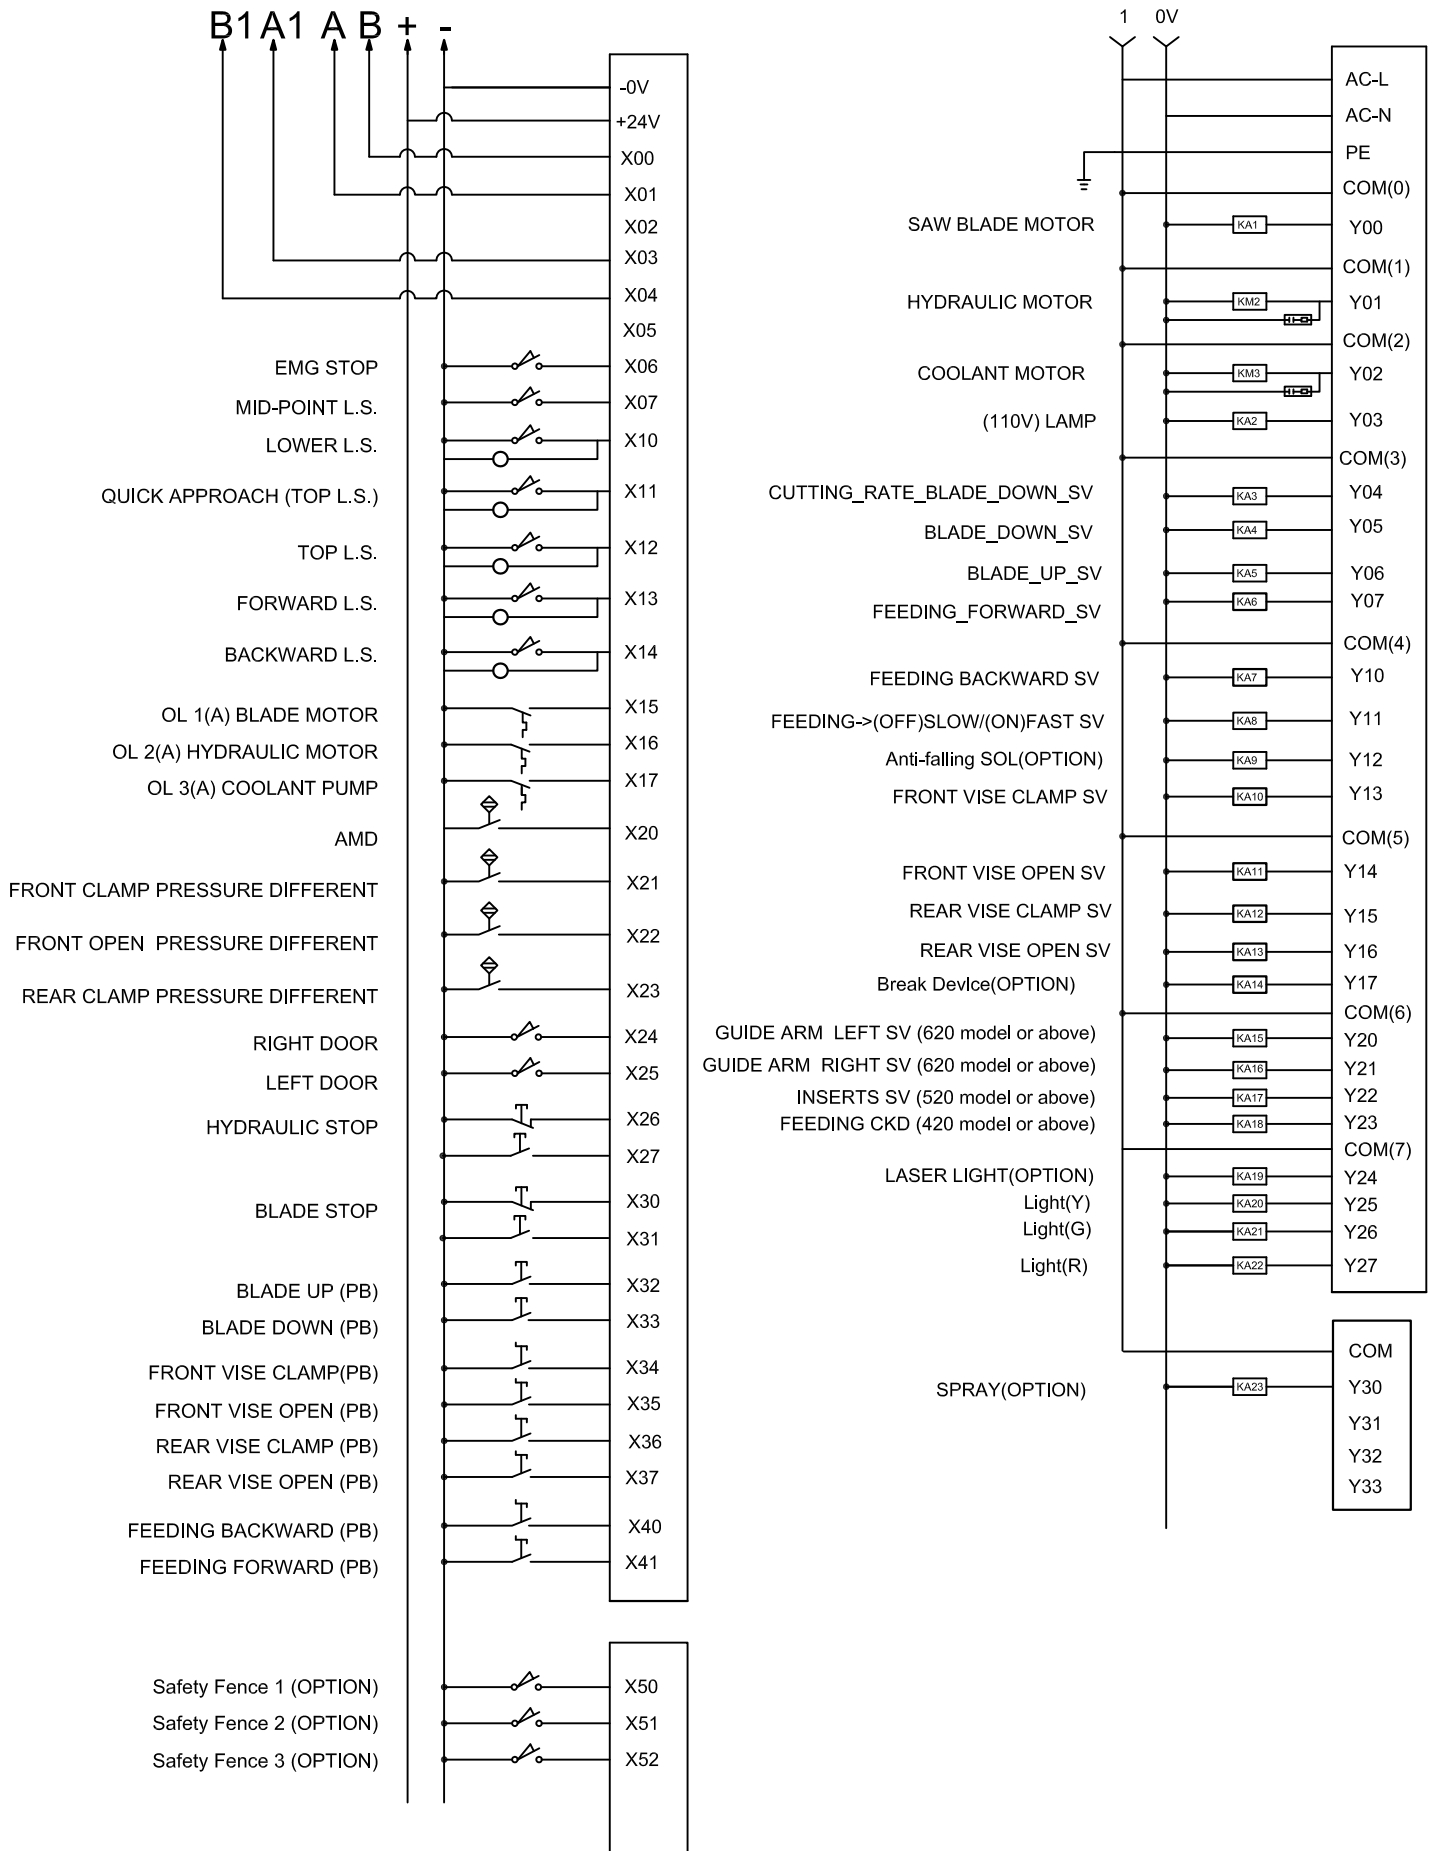 B1 A1 A B + -
-0V
+24V
X00
X01
X02
X03
X04
X05
EMG STOP X06
MID-POINT L.S. X07
LOWER L.S. X10
QUICK APPROACH (TOP L.S.) X11
TOP L.S. X12
FORWARD L.S. X13
BACKWARD L.S. X14
OL 1(A) BLADE MOTOR X15
OL 2(A) HYDRAULIC MOTOR X16
OL 3(A) COOLANT PUMP X17
AMD X20
FRONT CLAMP PRESSURE DIFFERENT X21
FRONT OPEN PRESSURE DIFFERENT X22
REAR CLAMP PRESSURE DIFFERENT X23
RIGHT DOOR X24
LEFT DOOR X25
HYDRAULIC STOP X26
X27
BLADE STOP X30
X31
BLADE UP (PB) X32
BLADE DOWN (PB) X33
FRONT VISE CLAMP(PB) X34
FRONT VISE OPEN (PB) X35
REAR VISE CLAMP (PB) X36
REAR VISE OPEN (PB) X37
FEEDING BACKWARD (PB) X40
FEEDING FORWARD (PB) X41
Safety Fence 1 (OPTION) X50
Safety Fence 2 (OPTION) X51
Safety Fence 3 (OPTION) X52
1 0V
AC-L
AC-N
PE
COM(0)
SAW BLADE MOTOR KA1 Y00
COM(1)
HYDRAULIC MOTOR KM2 Y01
COM(2)
COOLANT MOTOR KM3 Y02
(110V) LAMP KA2 Y03
COM(3)
CUTTING_RATE_BLADE_DOWN_SV KA3 Y04
BLADE_DOWN_SV KA4 Y05
BLADE_UP_SV KA5 Y06
FEEDING_FORWARD_SV KA6 Y07
COM(4)
FEEDING BACKWARD SV KA7 Y10
FEEDING->(OFF)SLOW/(ON)FAST SV KA8 Y11
Anti-falling SOL(OPTION) KA9 Y12
FRONT VISE CLAMP SV KA10 Y13
COM(5)
FRONT VISE OPEN SV KA11 Y14
REAR VISE CLAMP SV KA12 Y15
REAR VISE OPEN SV KA13 Y16
Break Device(OPTION) KA14 Y17
COM(6)
GUIDE ARM LEFT SV (620 model or above) KA15 Y20
GUIDE ARM RIGHT SV (620 model or above) KA16 Y21
INSERTS SV (520 model or above) KA17 Y22
FEEDING CKD (420 model or above) KA18 Y23
COM(7)
LASER LIGHT(OPTION) KA19 Y24
Light(Y) KA20 Y25
Light(G) KA21 Y26
Light(R) KA22 Y27
COM
SPRAY(OPTION) KA23 Y30
Y31
Y32
Y33